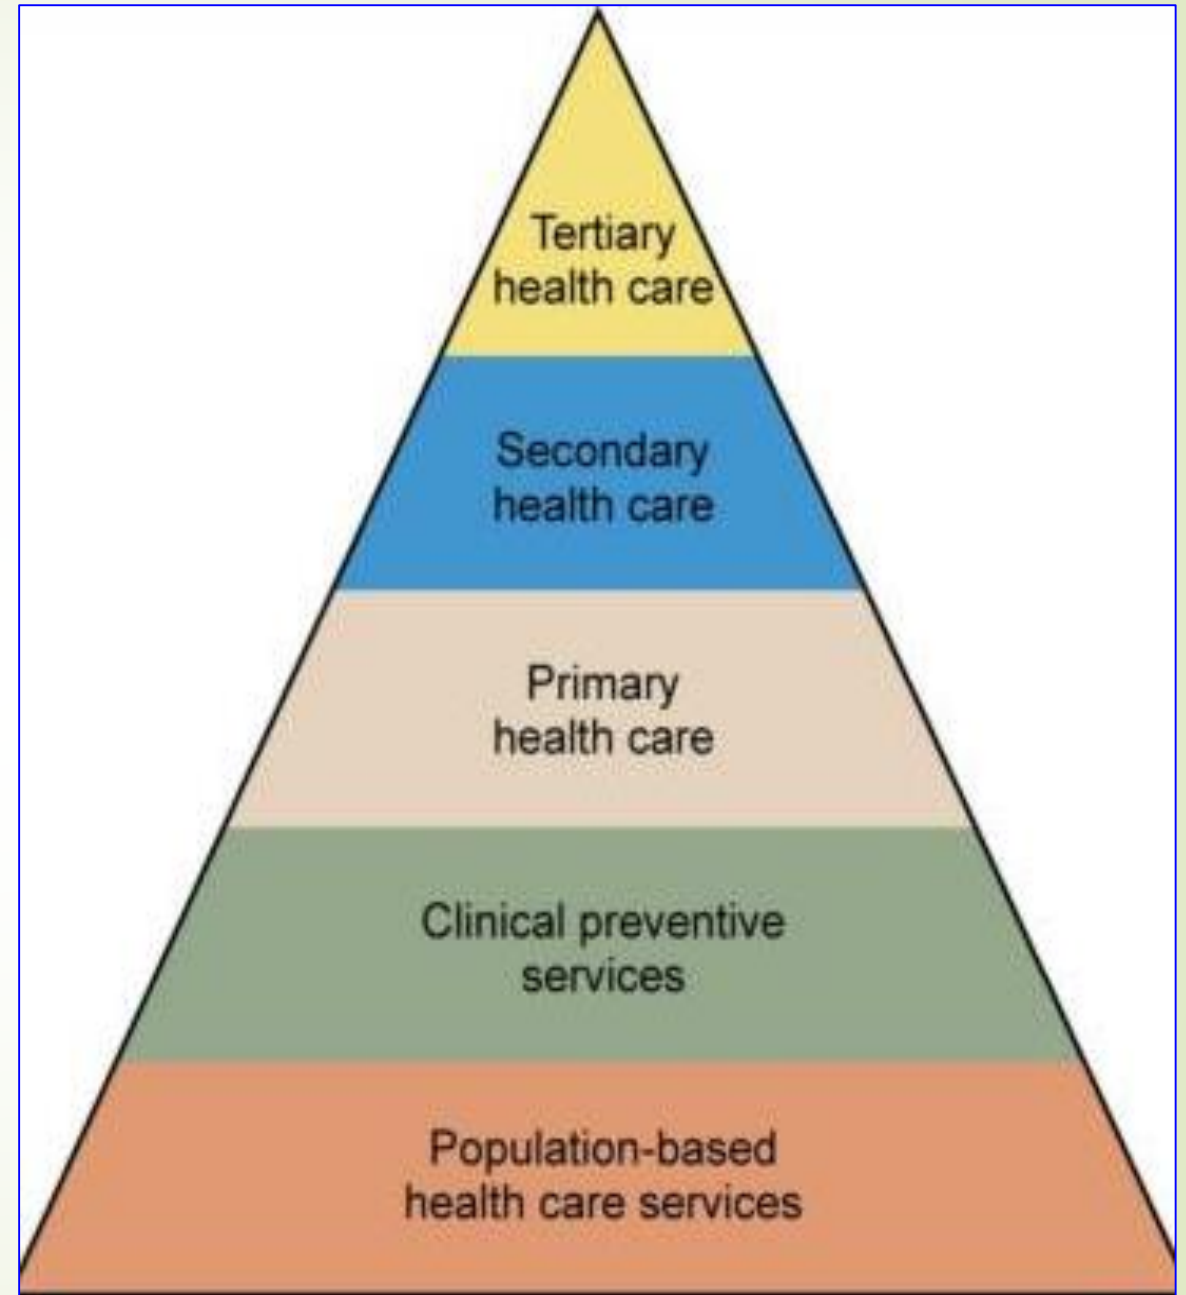 Tertiary
health care
Secondary
health care
Primary
health care
Clinical preventive
services
Population-based
health care services